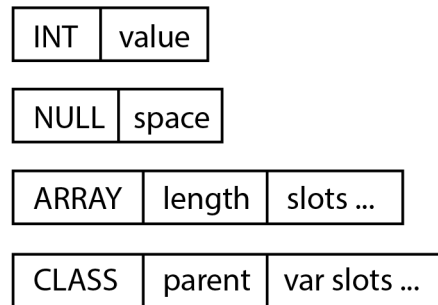 INT value
NULL space
ARRAY length slots ...
CLASS parent var slots ...